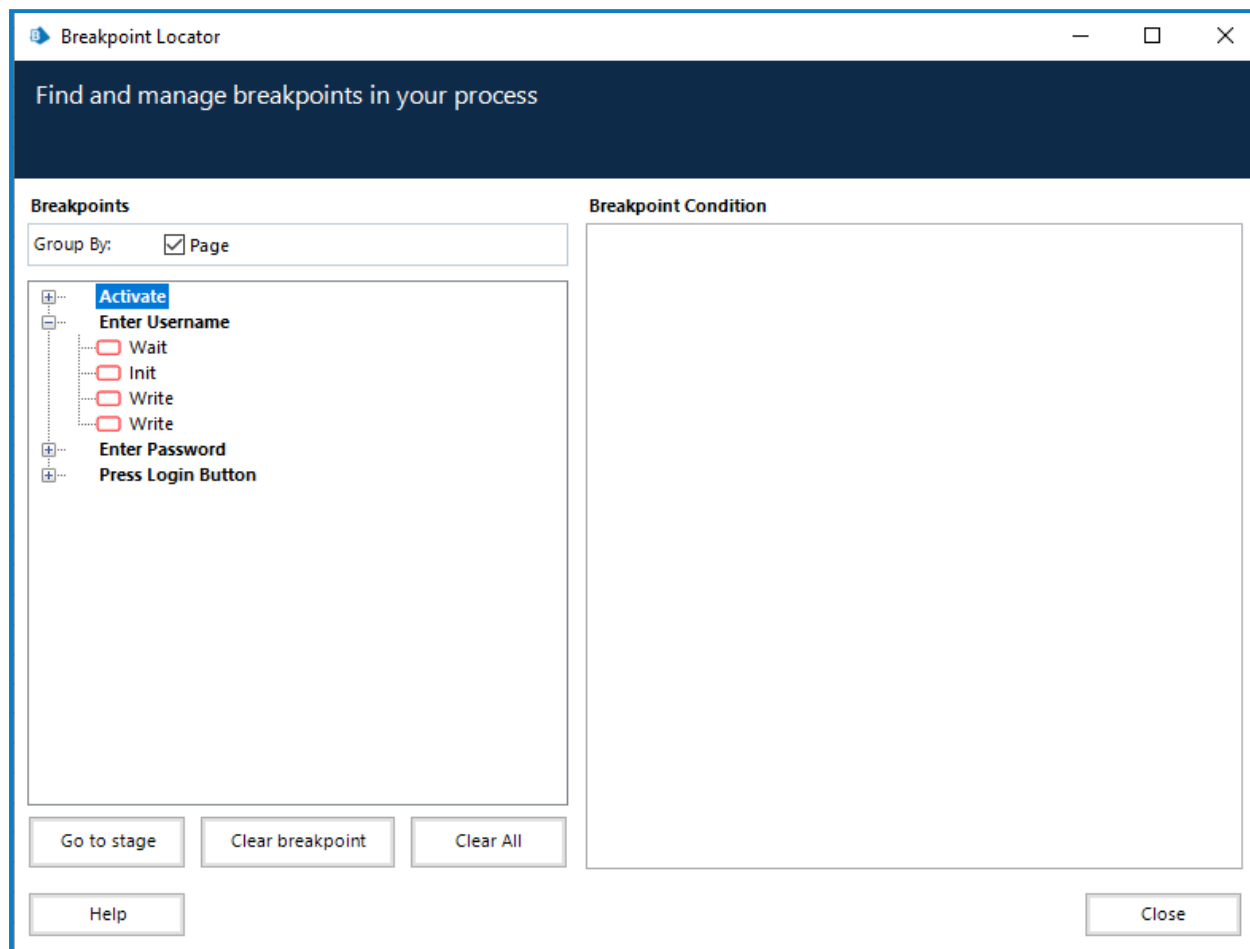 Breakpoint Locator
Find and manage breakpoints in your process
Breakpoints
Group By: Page
Activate
Enter Username
Wait
Init
Write
Write
Enter Password
Press Login Button
Go to stage Clear breakpoint Clear All
Breakpoint Condition
Help Close